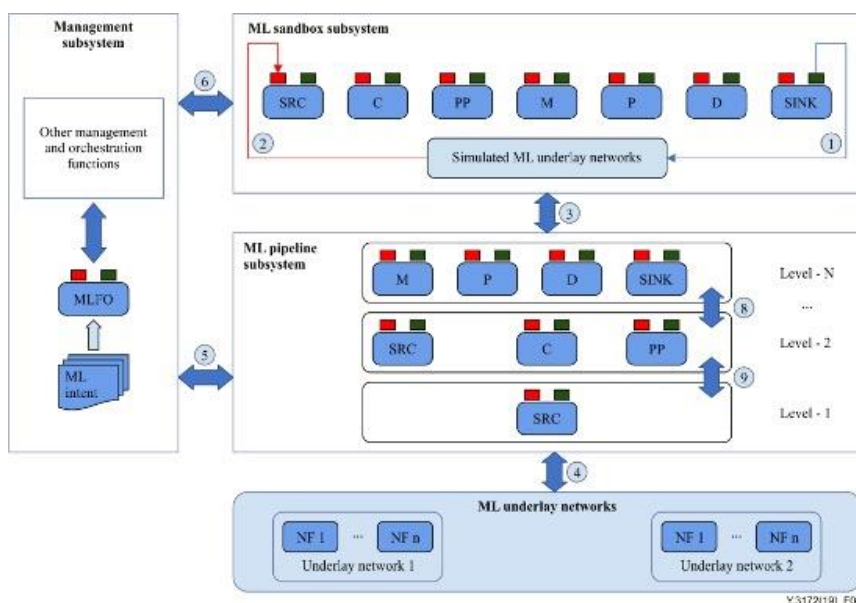 Management
subsystem
ML sandbox subsystem
6
SRC
C
PP
M
P
D
SINK
Other management
and orchestration
functions
2
Simulated ML underlay networks
1
3
ML pipeline
subsystem
M
P
D
SINK
Level - N
MLFO
8
...
SRC
C
PP
Level - 2
5
ML
intent
9
SRC
Level - 1
4
ML underlay networks
NF 1 ... NF n
Underlay network 1
NF 1 ... NF n
Underlay network 2